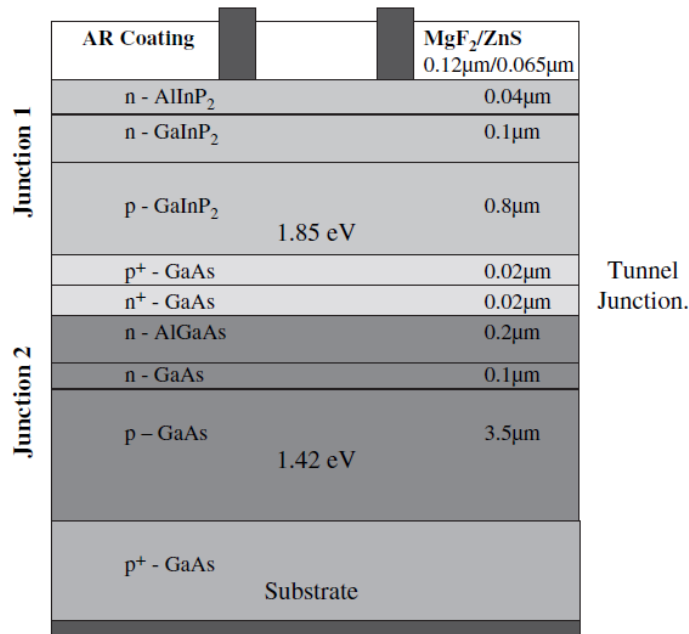 AR Coating
MgF₂/ZnS
0.12µm/0.065µm
Junction 1
n - AlInP₂ 0.04µm
n - GaInP₂ 0.1µm
p - GaInP₂ 0.8µm
1.85 eV
p⁺ - GaAs 0.02µm
n⁺ - GaAs 0.02µm
Tunnel
Junction.
Junction 2
n - AlGaAs 0.2µm
n - GaAs 0.1µm
p – GaAs 3.5µm
1.42 eV
p⁺ - GaAs
Substrate